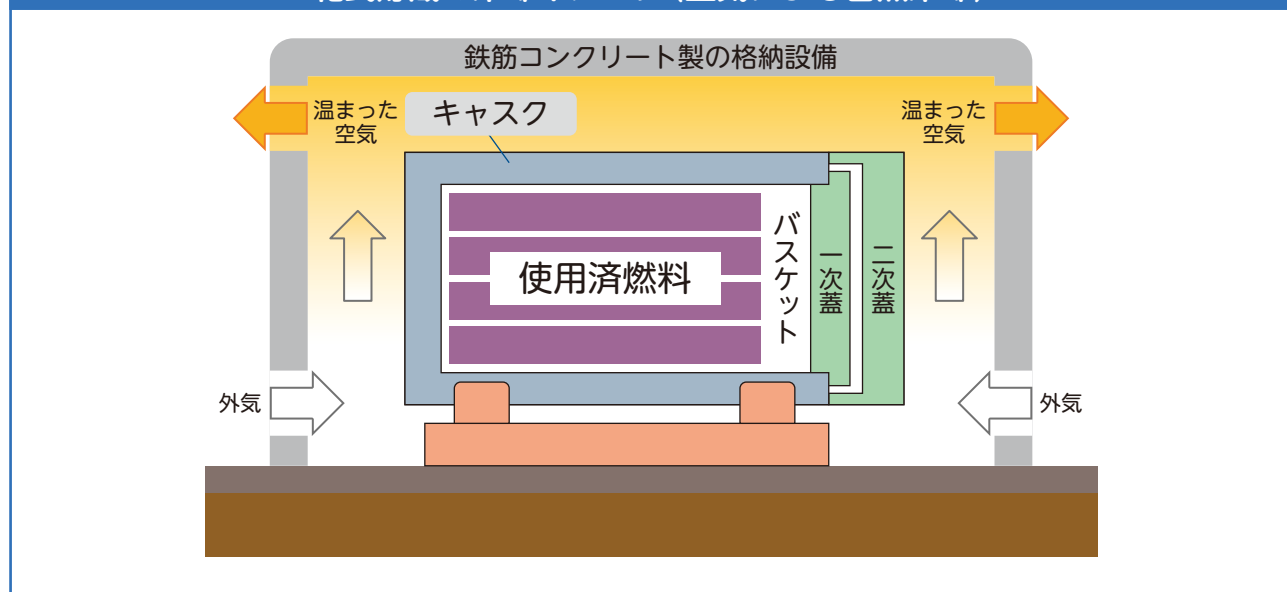 鉄筋コンクリート製の格納設備
温まった
空気
キャスク
温まった
空気
使用済燃料
バスケット
一次蓋
二次蓋
外気
外気